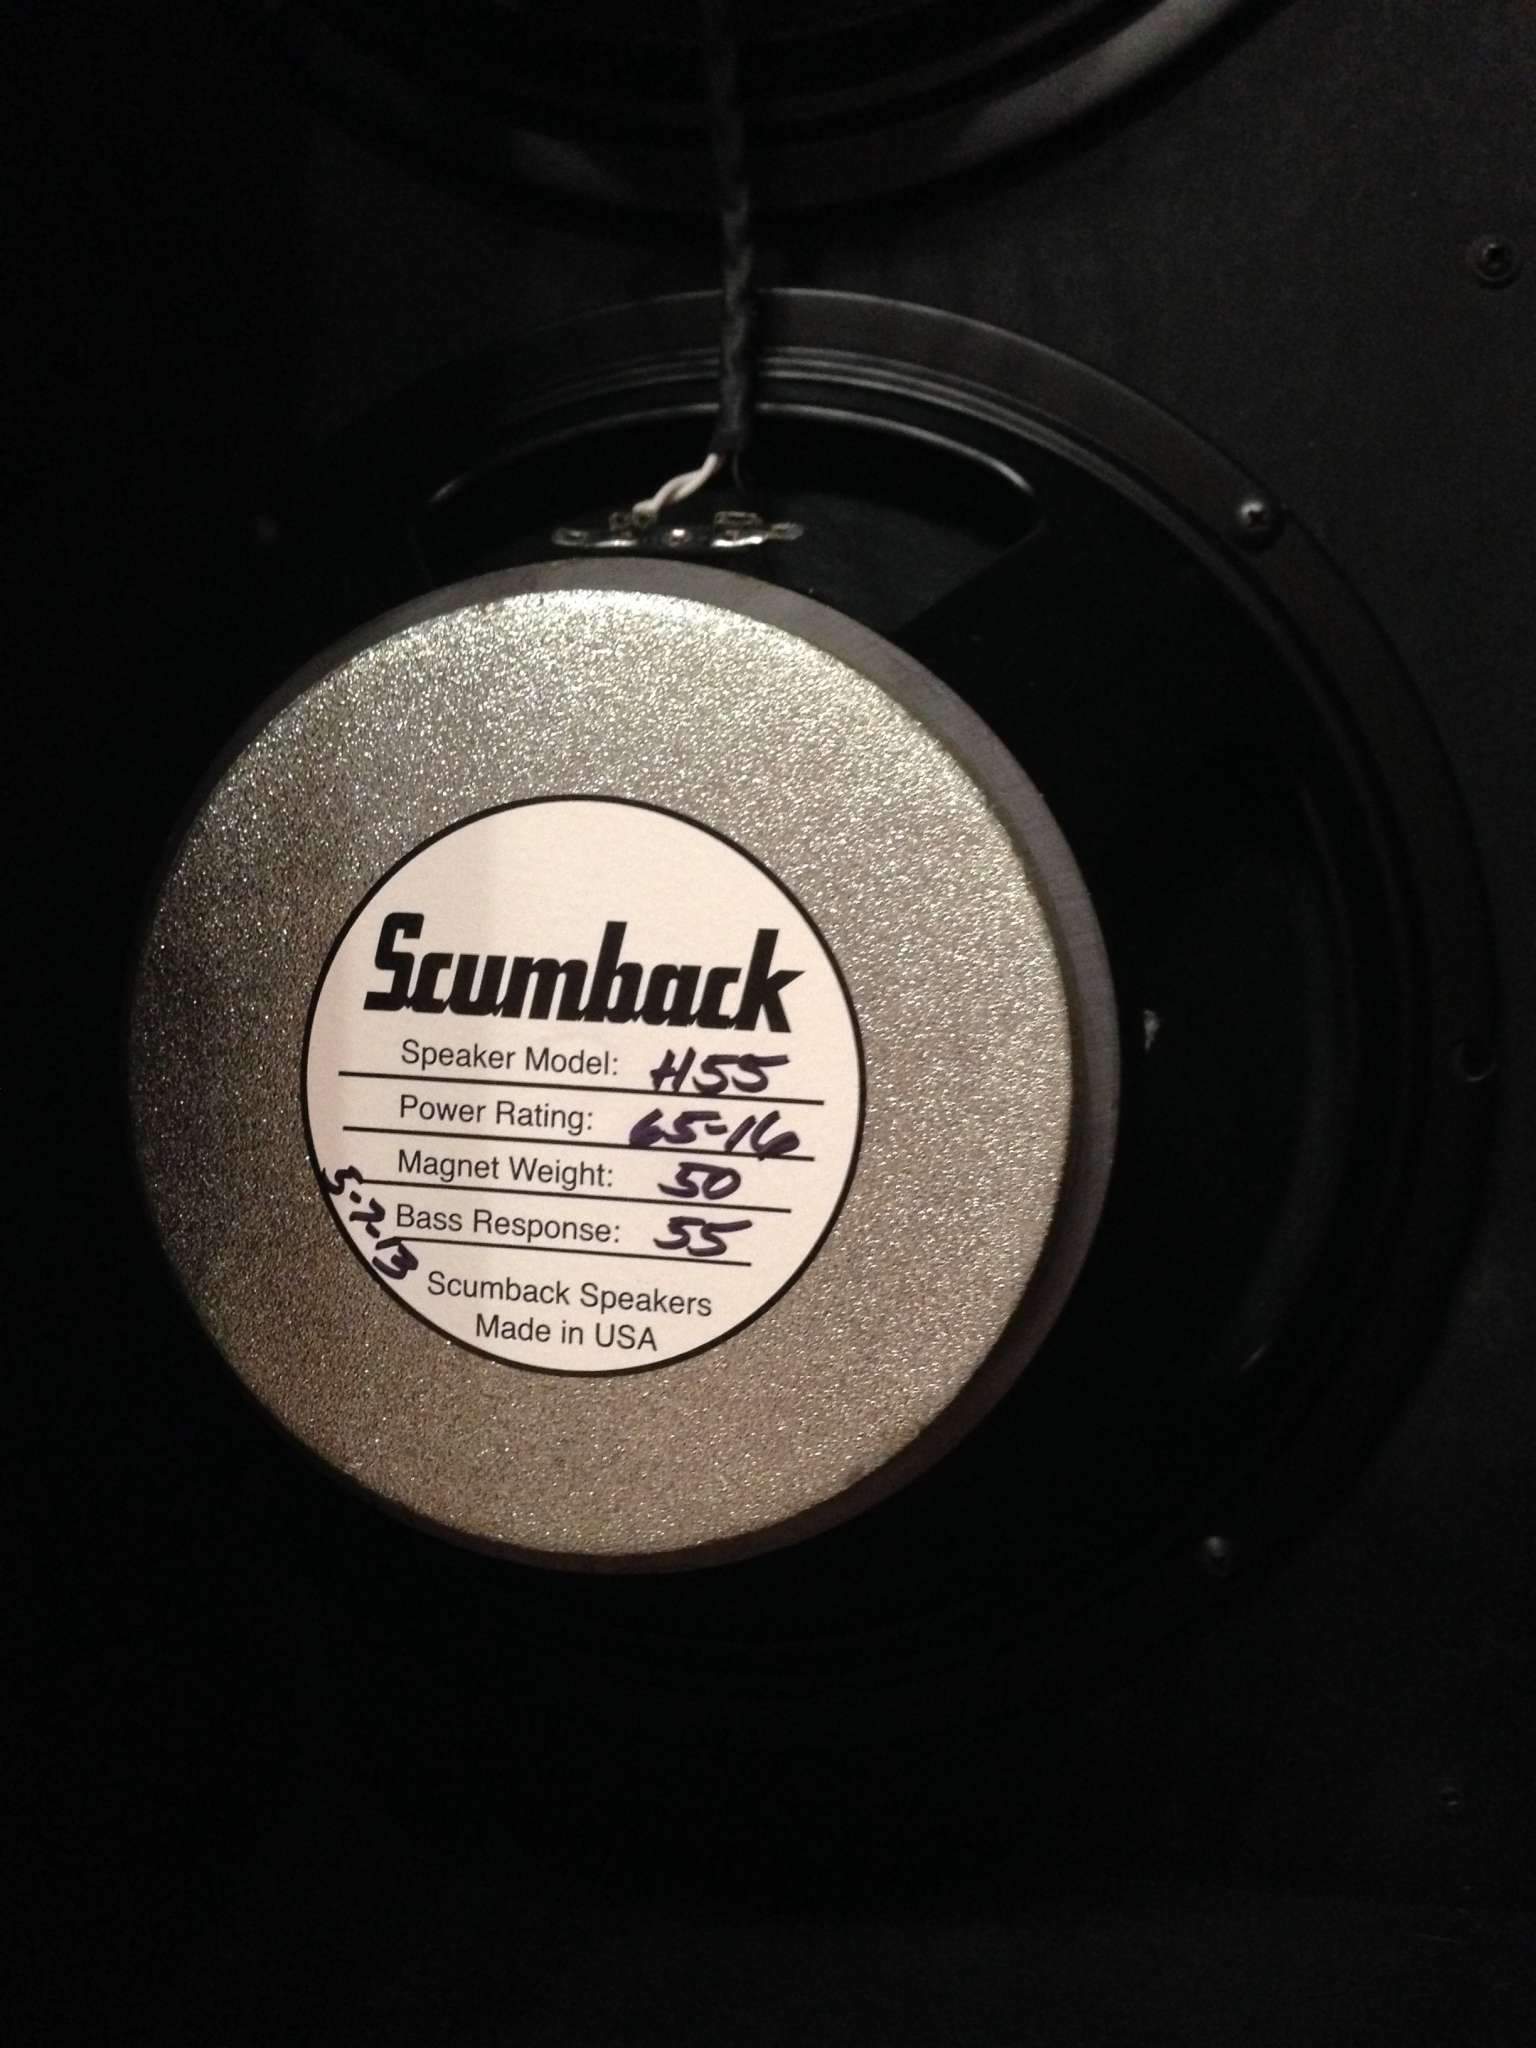 Scumback
Speaker Model: H55
Power Rating: 65-16
Magnet Weight: 50
Bass Response: 55
5-7-13
Scumback Speakers
Made in USA